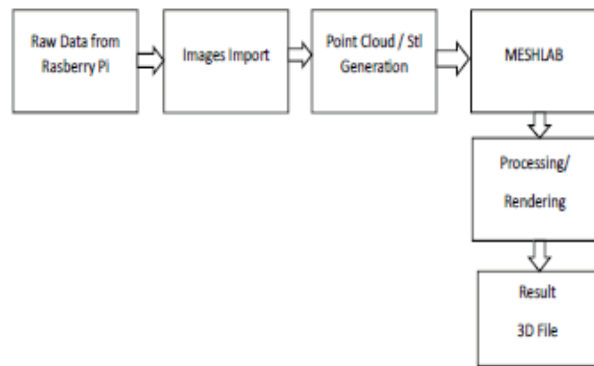 Raw Data from
Rasberry Pi
Images Import
Point Cloud / Stl
Generation
MESHLAB
Processing/
Rendering
Result
3D File